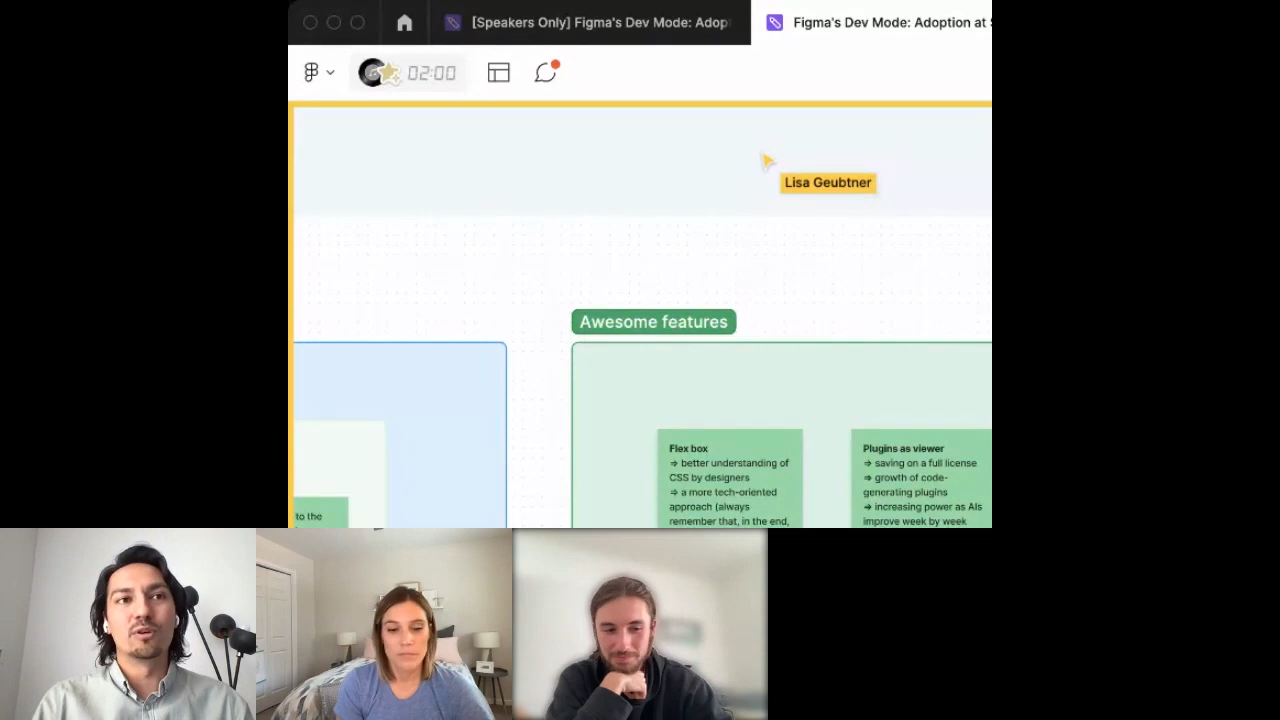 [Speakers Only] Figma's Dev Mode: Adop
Figma's Dev Mode: Adoption at S
02:00
Lisa Geubtner
Awesome features
Flex box
⇒ better understanding of
CSS by designers
⇒ a more tech-oriented
approach (always
remember that, in the end,
Plugins as viewer
⇒ saving on a full license
⇒ growth of code-
generating plugins
⇒ increasing power as AIs
improve week by week
to the